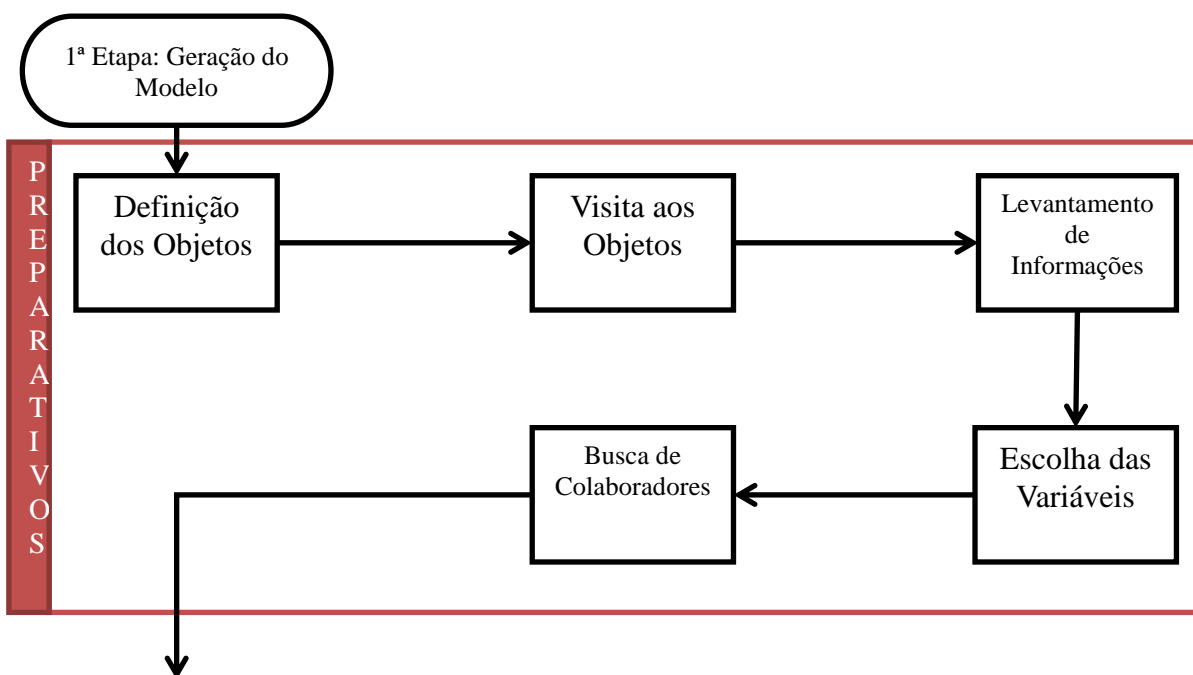 1ª Etapa: Geração do
Modelo
PREPARATIVOS
Definição
dos Objetos
Visita aos
Objetos
Levantamento
de
Informações
Busca de
Colaboradores
Escolha das
Variáveis